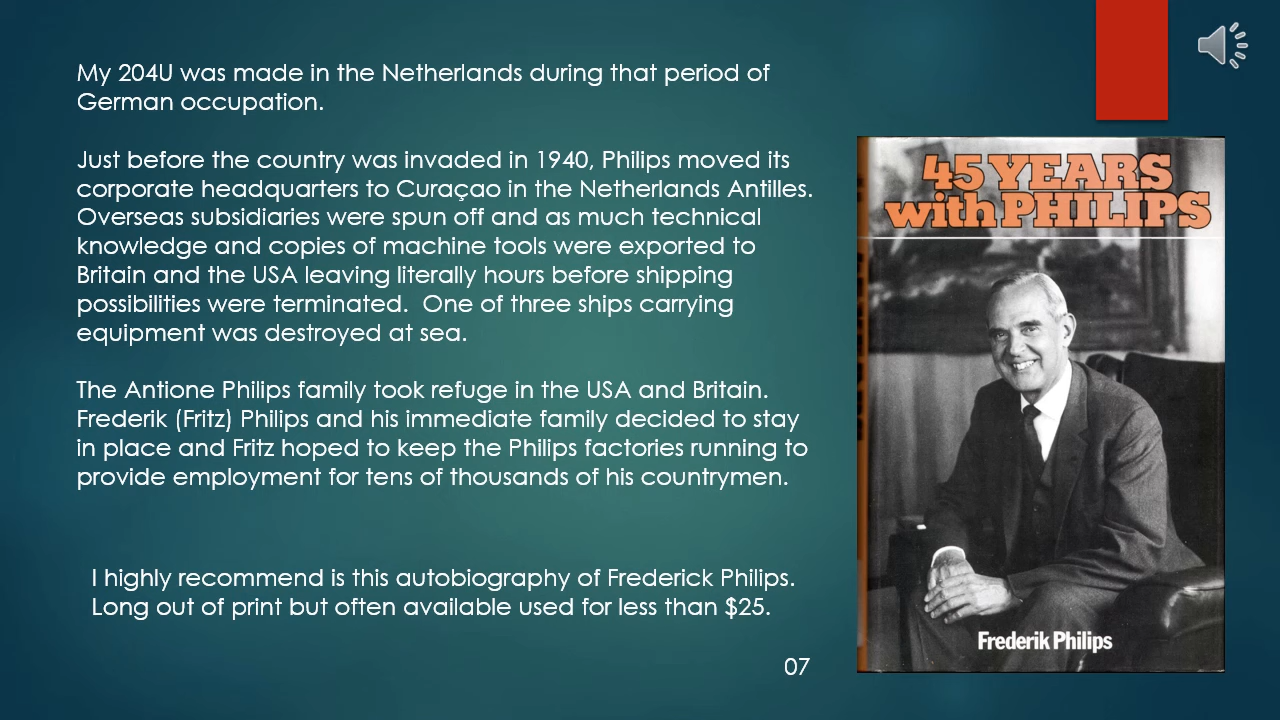 My 204U was made in the Netherlands during that period of
German occupation.
Just before the country was invaded in 1940, Philips moved its
corporate headquarters to Curaçao in the Netherlands Antilles.
Overseas subsidiaries were spun off and as much technical
knowledge and copies of machine tools were exported to
Britain and the USA leaving literally hours before shipping
possibilities were terminated.  One of three ships carrying
equipment was destroyed at sea.
The Antione Philips family took refuge in the USA and Britain.
Frederik (Fritz) Philips and his immediate family decided to stay
in place and Fritz hoped to keep the Philips factories running to
provide employment for tens of thousands of his countrymen.
I highly recommend is this autobiography of Frederick Philips.
Long out of print but often available used for less than $25.
07
45 YEARS
with PHILIPS
Frederik Philips